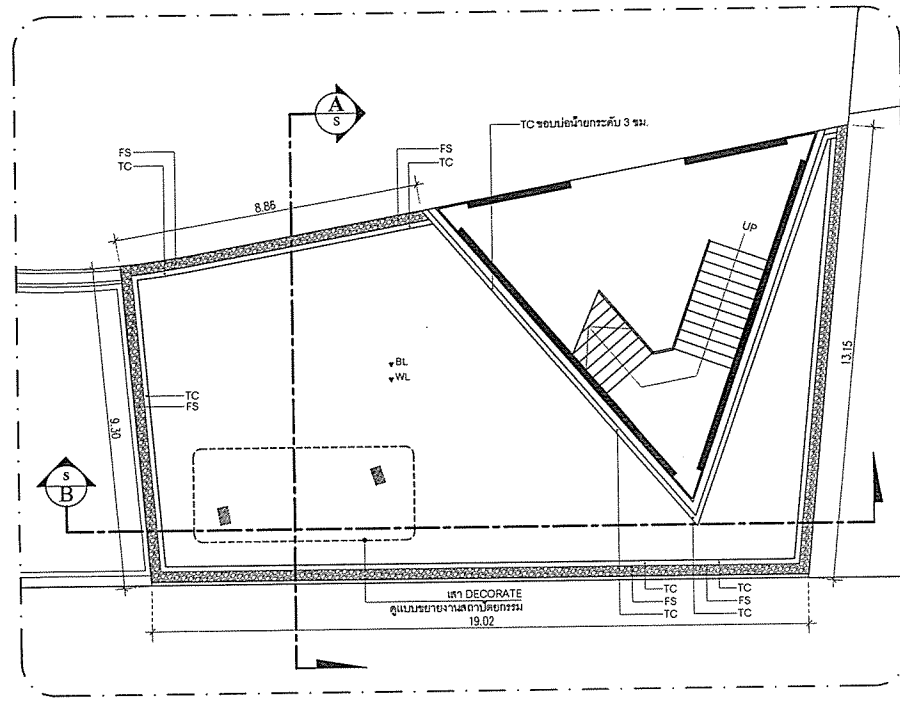 A
S
TC ขอบบ่อน้ำยกระดับ 3 ซม.
FS
TC
FS
TC
8.86
UP
13.15
BL
WL
TC
FS
9.30
S
B
เสา DECORATE
ดูแบบขยายงานสถาปัตยกรรม
19.02
TC
FS
TC
TC
FS
TC